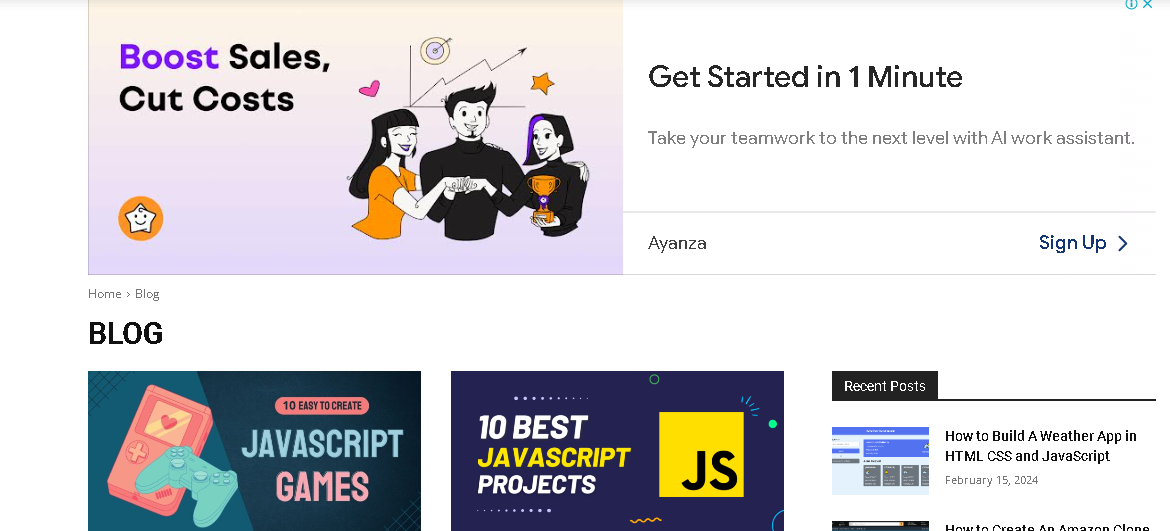 Boost Sales,
Cut Costs
Get Started in 1 Minute
Take your teamwork to the next level with AI work assistant.
Ayanza
Sign Up
Home › Blog
BLOG
10 EASY TO CREATE
JAVASCRIPT
GAMES
10 BEST
JAVASCRIPT
PROJECTS
JS
Recent Posts
How to Build A Weather App in
HTML CSS and JavaScript
February 15, 2024
How to Create An Amazon Clone